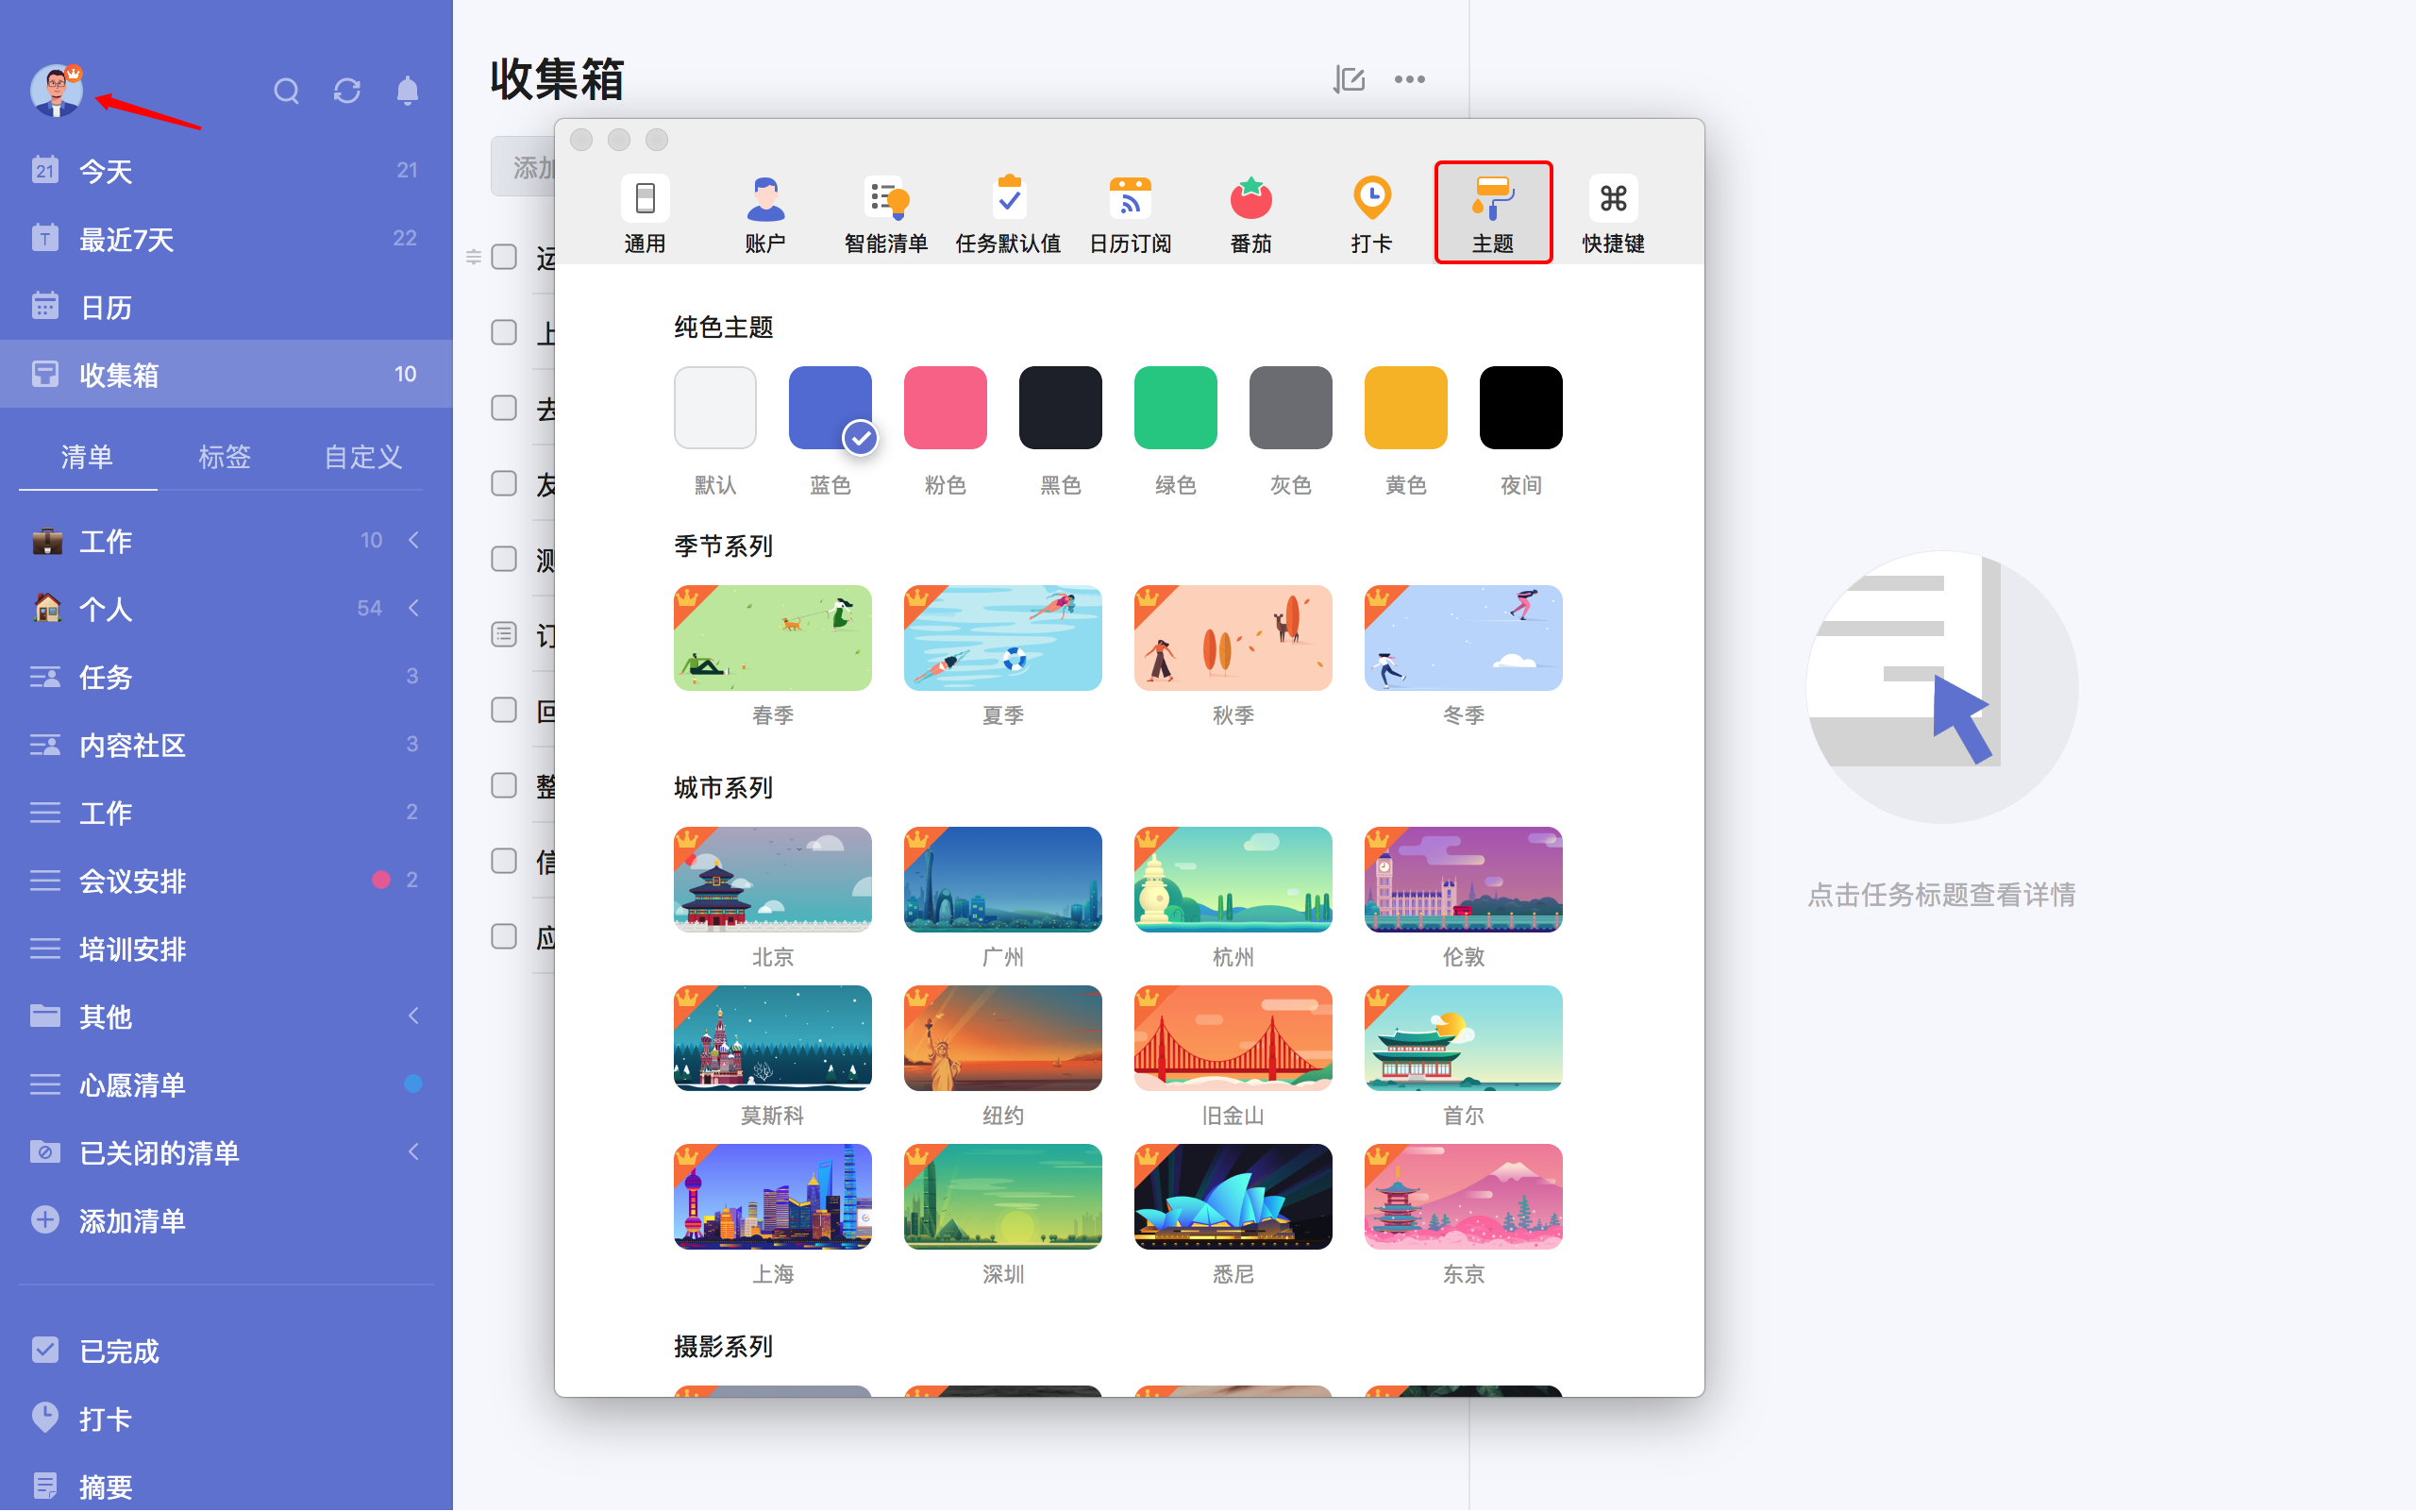 21
今天
21
T
最近7天
22
日历
收集箱
10
清单 标签 自定义
工作
10
个人
54
任务
3
内容社区
3
工作
2
会议安排
2
培训安排
其他
心愿清单
已关闭的清单
添加清单
已完成
打卡
摘要
收集箱
添加
运
上
去
友
测
订
回
整
信
应
通用 账户 智能清单 任务默认值 日历订阅 番茄 打卡 主题 快捷键
纯色主题
默认 蓝色 粉色 黑色 绿色 灰色 黄色 夜间
季节系列
春季 夏季 秋季 冬季
城市系列
北京 广州 杭州 伦敦
莫斯科 纽约 旧金山 首尔
上海 深圳 悉尼 东京
摄影系列
点击任务标题查看详情